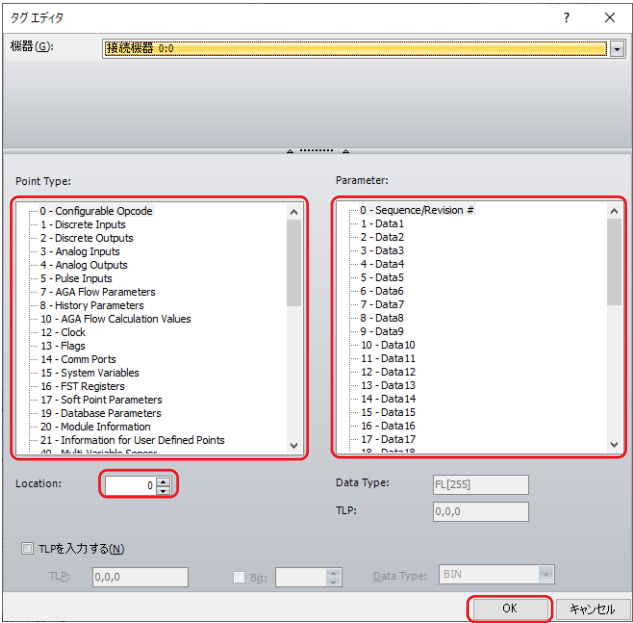 タグ エディタ
?
×
機器(G):
接続機器 0:0
Point Type:
0 - Configurable Opcode
1 - Discrete Inputs
2 - Discrete Outputs
3 - Analog Inputs
4 - Analog Outputs
5 - Pulse Inputs
7 - AGA Flow Parameters
8 - History Parameters
10 - AGA Flow Calculation Values
12 - Clock
13 - Flags
14 - Comm Ports
15 - System Variables
16 - FST Registers
17 - Soft Point Parameters
19 - Database Parameters
20 - Module Information
21 - Information for User Defined Points
40 - Multi Variable Sensor
Parameter:
0 - Sequence/Revision #
1 - Data1
2 - Data2
3 - Data3
4 - Data4
5 - Data5
6 - Data6
7 - Data7
8 - Data8
9 - Data9
10 - Data10
11 - Data11
12 - Data12
13 - Data13
14 - Data14
15 - Data15
16 - Data16
17 - Data17
18 - Data18
Location: 0
Data Type: FL[255]
TLP: 0,0,0
TLPを入力する(N)
TLP: 0,0,0 Bit: Data Type: BIN
OK キャンセル